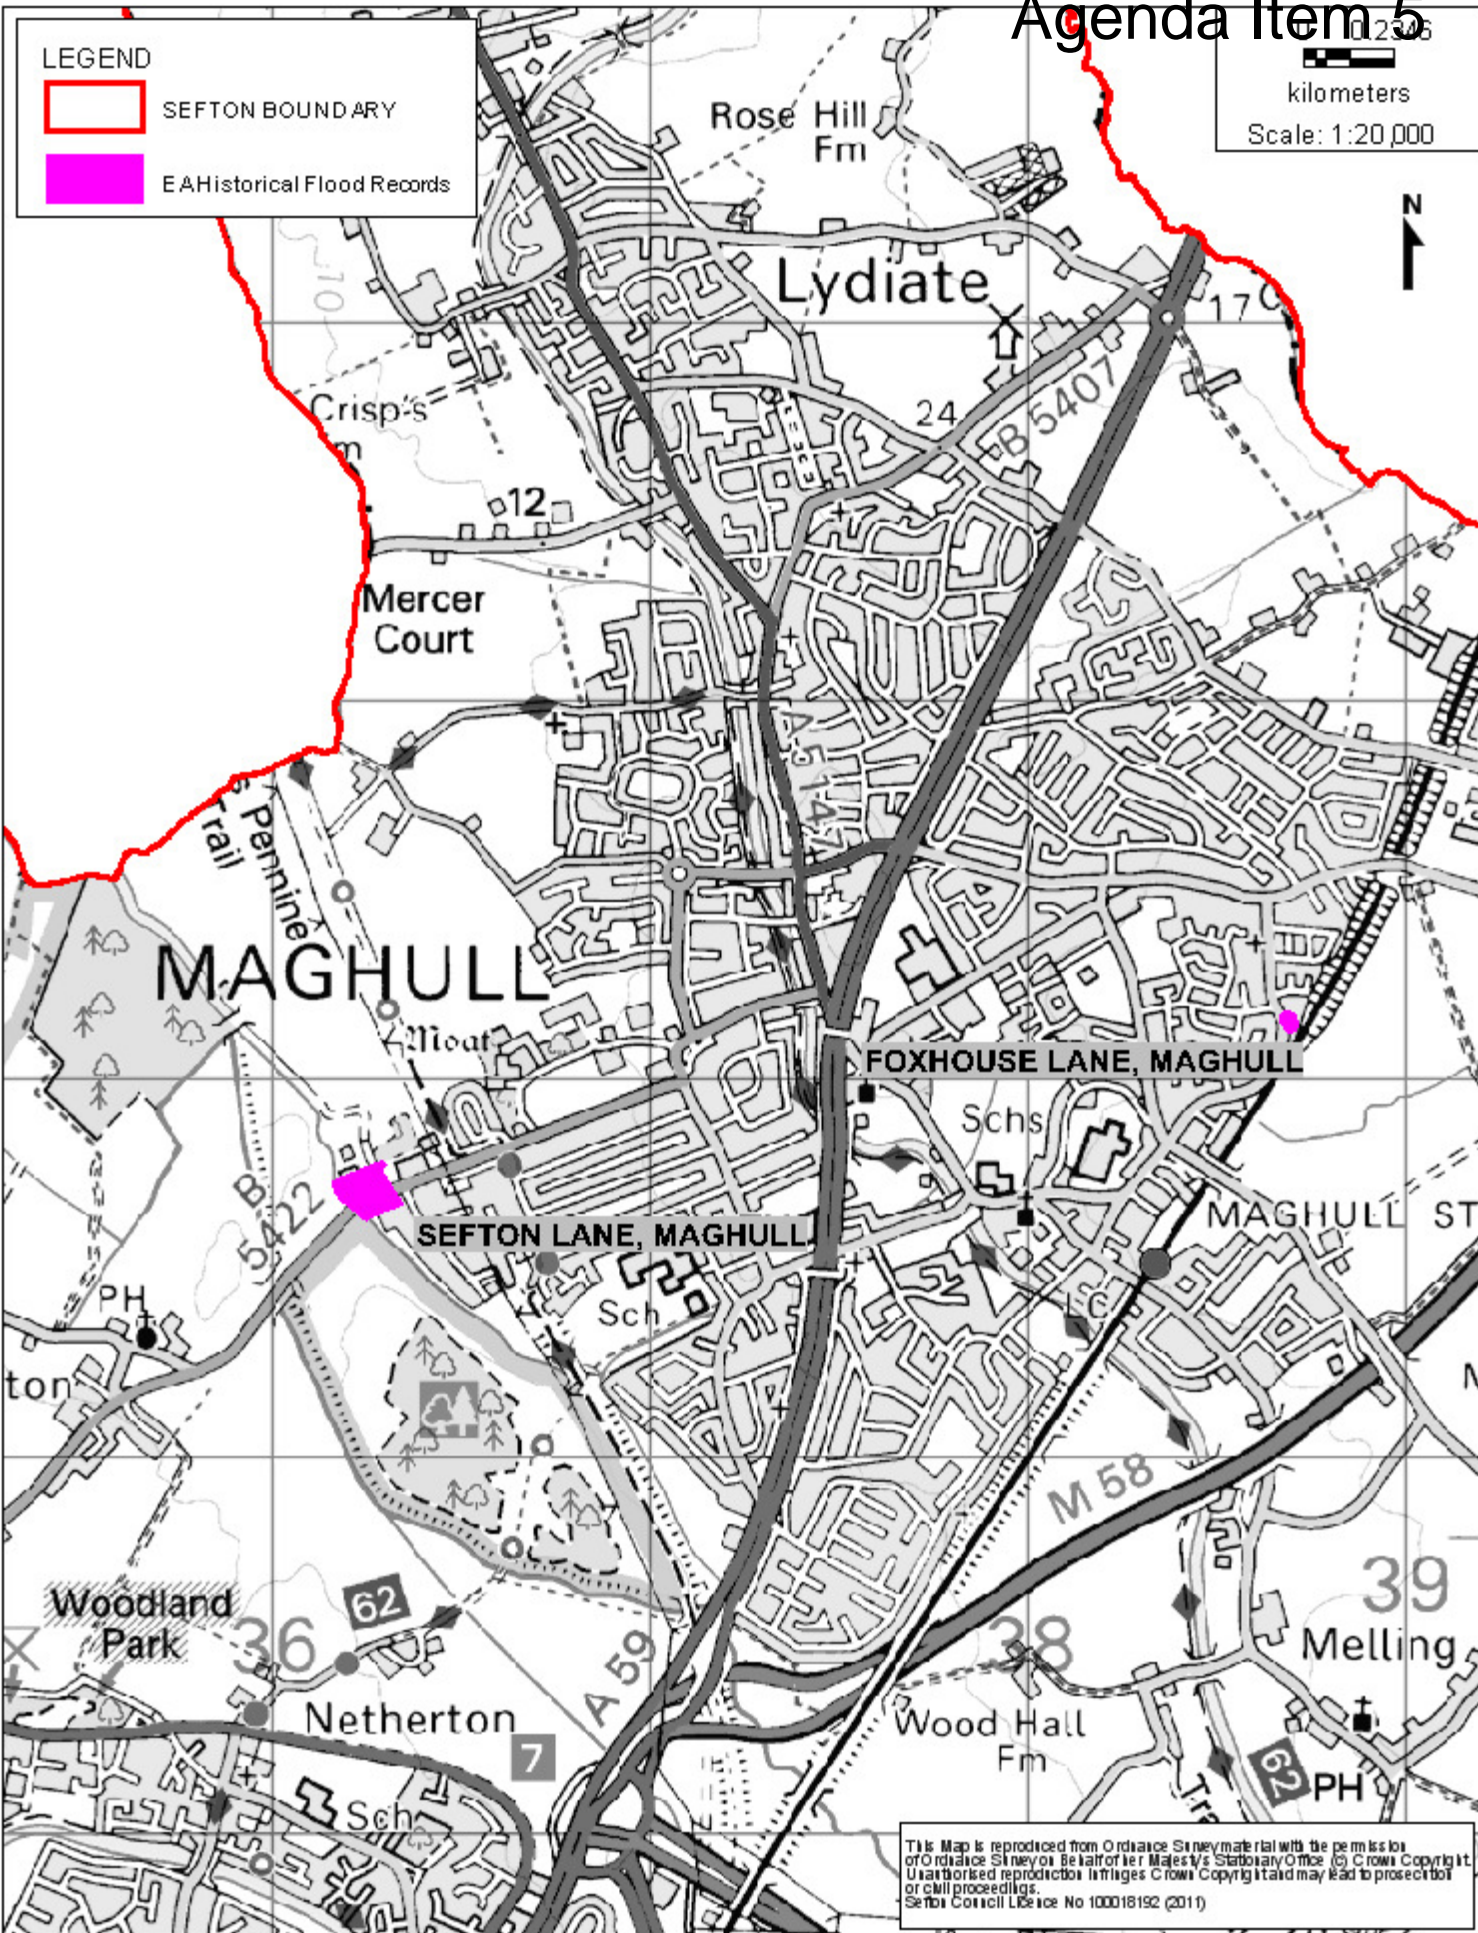 Agenda Item 5
LEGEND
SEFTON BOUNDARY
EA Historical Flood Records
kilometers
Scale: 1:20,000
N
Rose Hill
Fm
Lydiate
17
10
Crisp's
24
B 5407
12
Mercer
Court
A 5147
Pennine
Trail
MAGHULL
Moat
FOXHOUSE LANE, MAGHULL
Schs
B 5422
SEFTON LANE, MAGHULL
MAGHULL ST
PH
Sch
LC
ton
M 58
Woodland
Park
62
36
38
39
Melling
A 59
Netherton
7
Wood Hall
Fm
62
PH
Sch
This Map is reproduced from Ordnance Survey material with the permission
of Ordnance Survey on Behalf of Her Majesty's Stationary Office (c) Crown Copyright.
Unauthorised reproduction infringes Crown Copyright and may lead to prosecution
or civil proceedings.
Sefton Council Licence No 100018192 (2011)